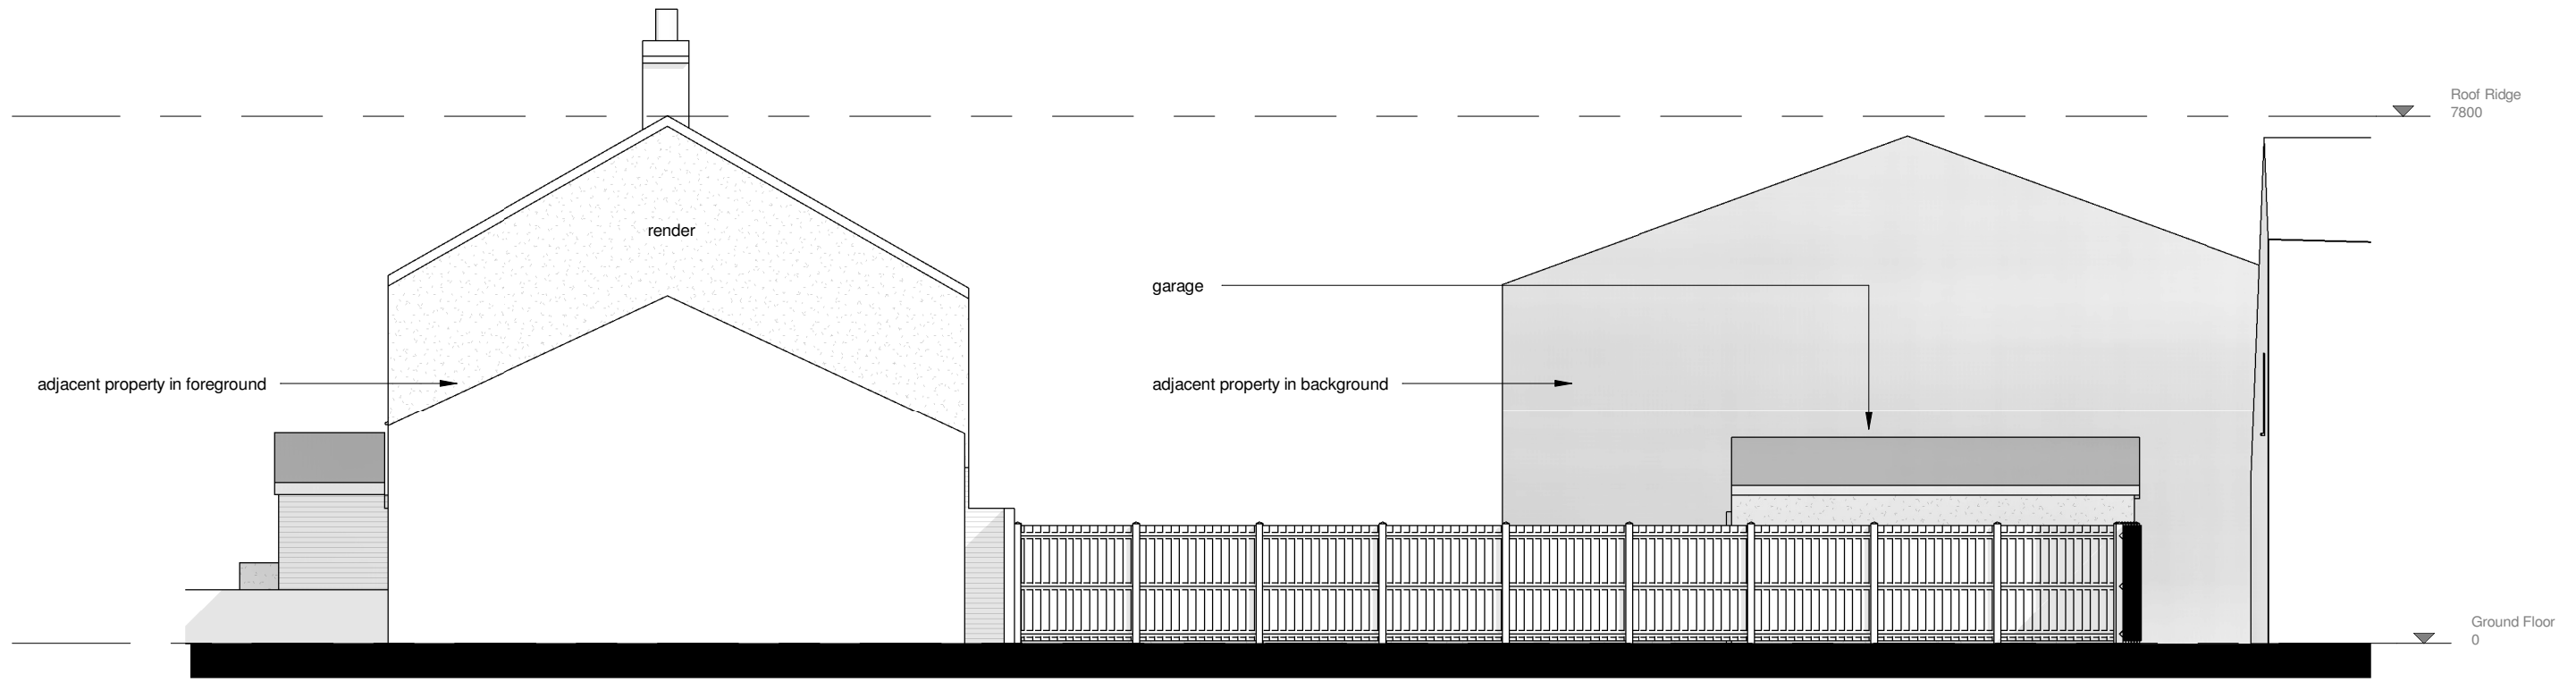 Roof Ridge
7800
render
garage
adjacent property in foreground
adjacent property in background
Ground Floor
0